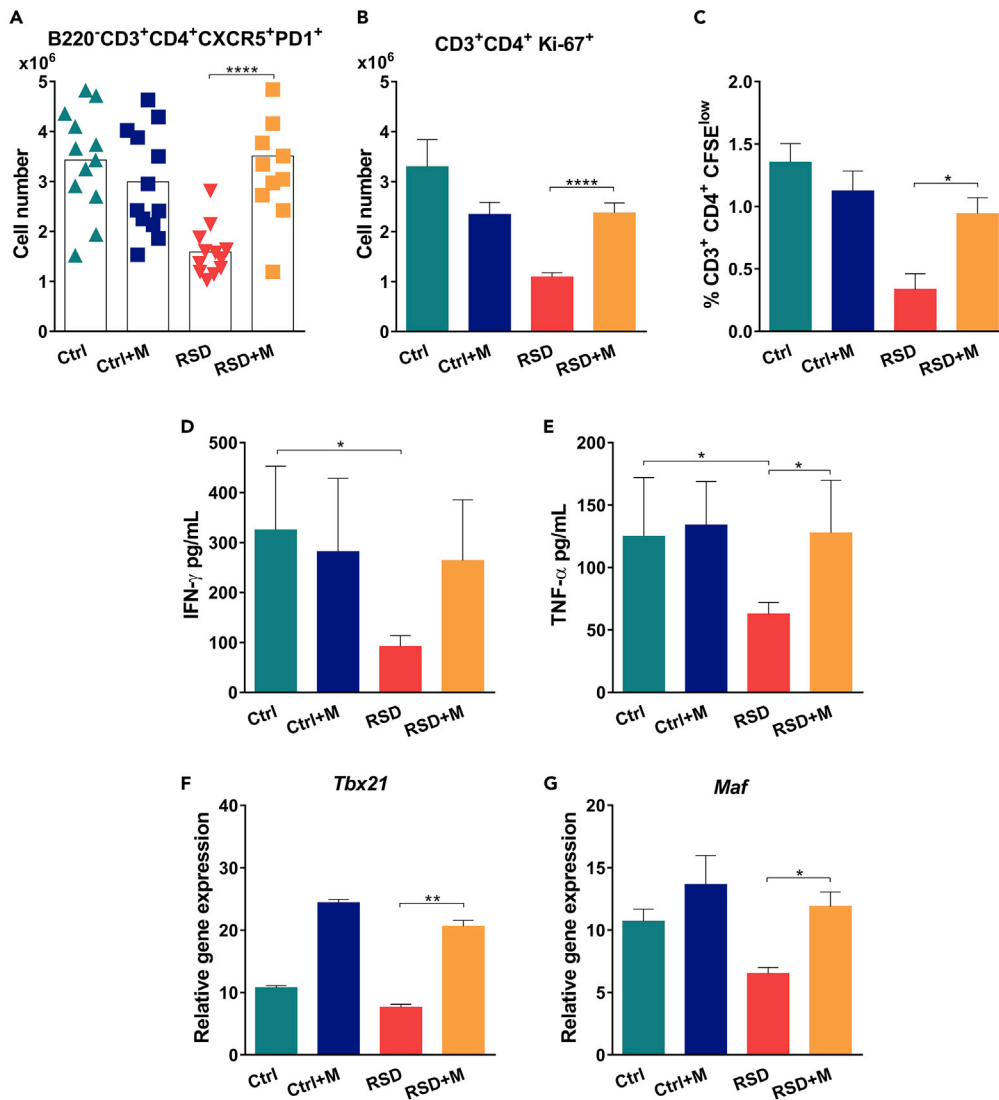 A
B220⁻CD3⁺CD4⁺CXCR5⁺PD1⁺
x10⁶
5
4
3
2
1
0
Cell number
****
Ctrl
Ctrl+M
RSD
RSD+M
B
CD3⁺CD4⁺ Ki-67⁺
x10⁶
5
4
3
2
1
0
Cell number
****
Ctrl
Ctrl+M
RSD
RSD+M
C
2.0
1.5
1.0
0.5
0.0
% CD3⁺ CD4⁺ CFSEˡᵒʷ
*
Ctrl
Ctrl+M
RSD
RSD+M
D
500
400
300
200
100
0
IFN-γ pg/mL
*
Ctrl
Ctrl+M
RSD
RSD+M
E
200
150
100
50
0
TNF-α pg/mL
*
*
Ctrl
Ctrl+M
RSD
RSD+M
F
Tbx21
40
30
20
10
0
Relative gene expression
**
Ctrl
Ctrl+M
RSD
RSD+M
G
Maf
20
15
10
5
0
Relative gene expression
*
Ctrl
Ctrl+M
RSD
RSD+M